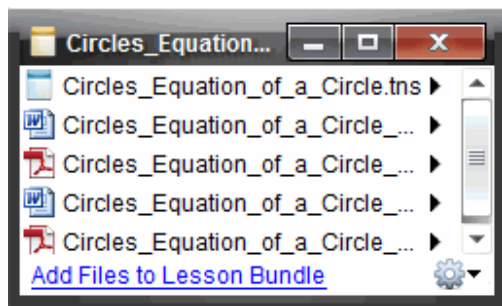 Circles_Equation...
Circles_Equation_of_a_Circle.tns
Circles_Equation_of_a_Circle_...
Circles_Equation_of_a_Circle_...
Circles_Equation_of_a_Circle_...
Circles_Equation_of_a_Circle_...
Add Files to Lesson Bundle